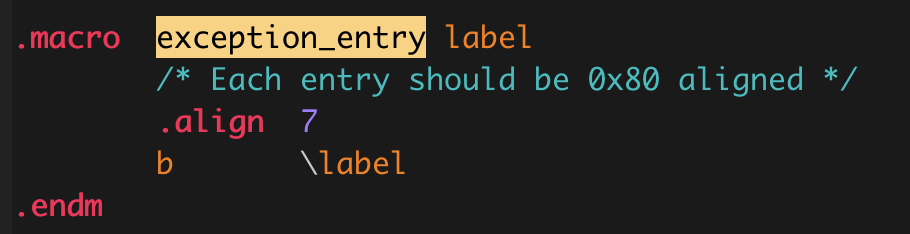 .macro exception_entry label
/* Each entry should be 0x80 aligned */
.align 7
b \label
.endm